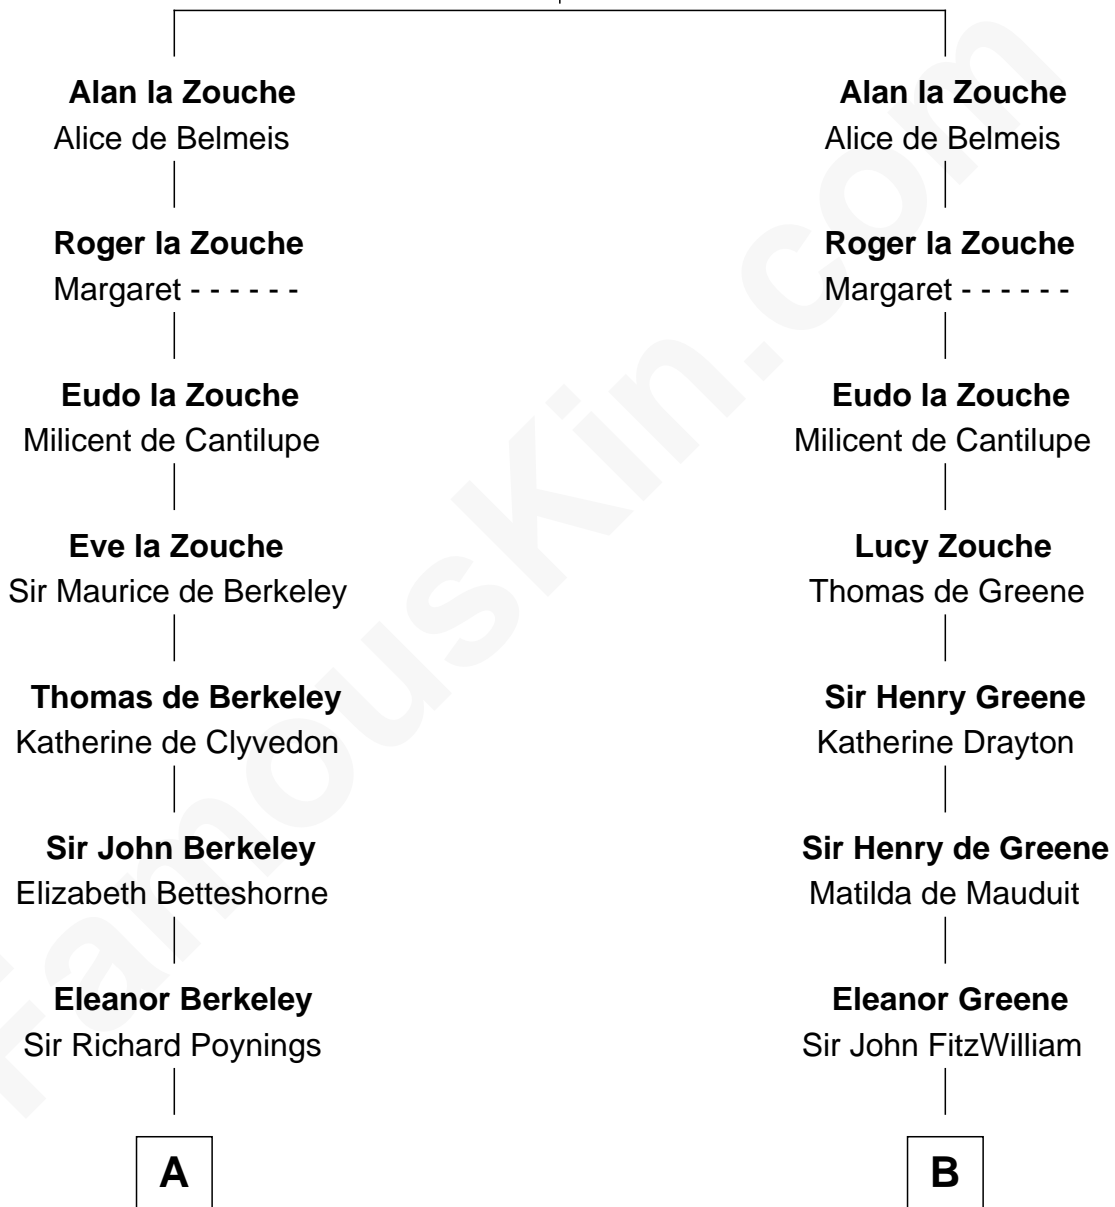 Alan la Zouche
Alice de Belmeis
Roger la Zouche
Margaret - - - - - -
Eudo la Zouche
Milicent de Cantilupe
Eve la Zouche
Sir Maurice de Berkeley
Thomas de Berkeley
Katherine de Clyvedon
Sir John Berkeley
Elizabeth Betteshorne
Eleanor Berkeley
Sir Richard Poynings
A
Alan la Zouche
Alice de Belmeis
Roger la Zouche
Margaret - - - - - -
Eudo la Zouche
Milicent de Cantilupe
Lucy Zouche
Thomas de Greene
Sir Henry Greene
Katherine Drayton
Sir Henry de Greene
Matilda de Mauduit
Eleanor Greene
Sir John FitzWilliam
B
FamousKin.com